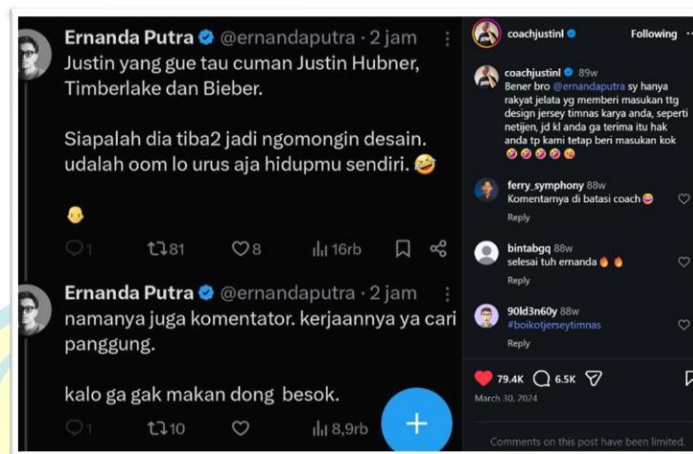 Ernanda Putra @ernandaputra · 2 jam
Justin yang gue tau cuman Justin Hubner,
Timberlake dan Bieber.
Siapalah dia tiba2 jadi ngomongin desain.
udalah oom lo urus aja hidupmu sendiri. 🤣
👴
1 81 8 16rb
Ernanda Putra @ernandaputra · 2 jam
namanya juga komentator. kerjaannya ya cari
panggung.
kalo ga gak makan dong besok.
1 10 8,9rb
coachjustinl Following
coachjustinl 89w
Bener bro @ernandaputra sy hanya
rakyat jelata yg memberi masukan ttg
design jersey timnas karya anda, seperti
netijen, jd kl anda ga terima itu hak
anda tp kami tetap beri masukan kok
🤣🤣🤣🤣😘
ferry_symphony 88w
Komentarnya di batasi coach 😆
Reply
bintabgq 88w
selesai tuh ernanda 🔥 🔥
Reply
90ld3n60y 88w
#boikotjerseytimnas
Reply
79.4K 6.5K
March 30, 2024
Comments on this post have been limited.